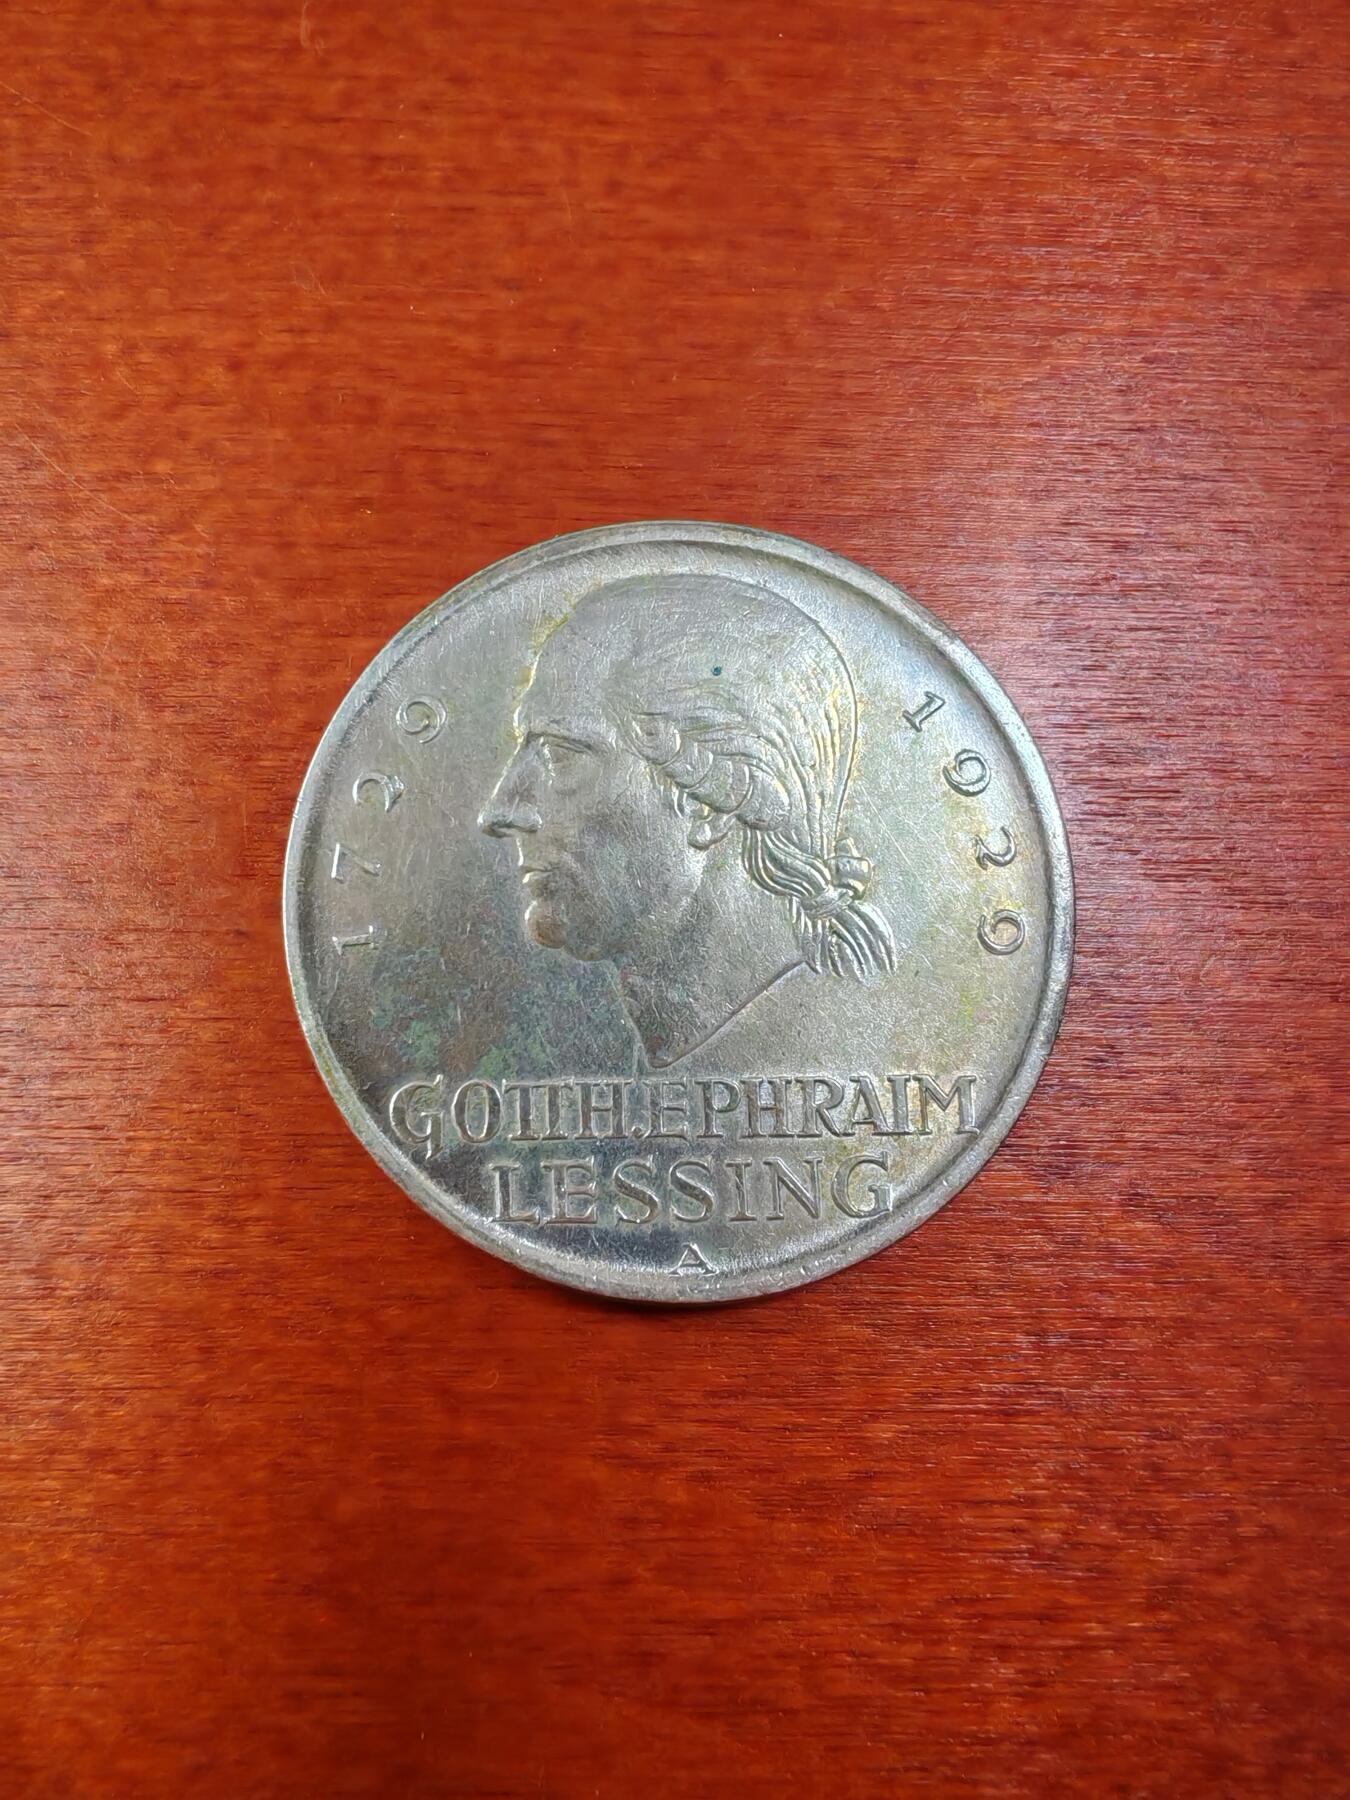 1729 1929
GOTTH.EPHRAIM
LESSING
A